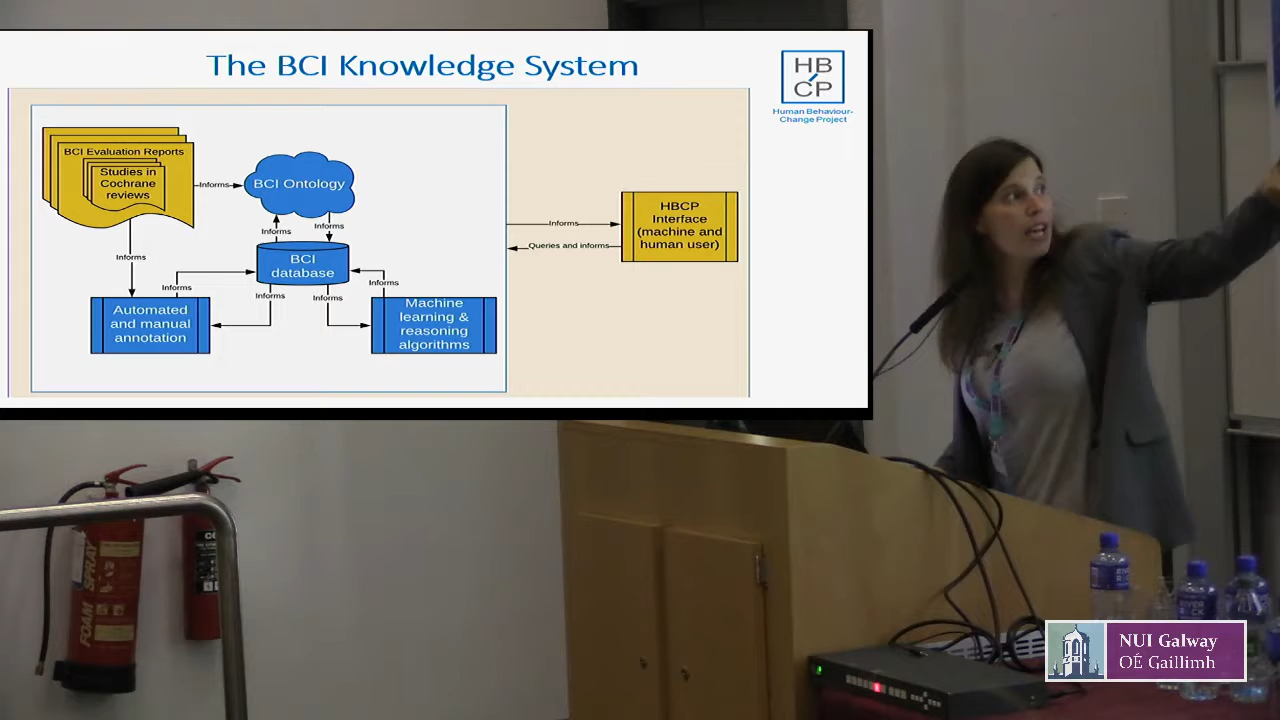 The BCI Knowledge System
HB
CP
Human Behaviour-
Change Project
BCI Evaluation Reports
Studies in
Cochrane
reviews
Informs
BCI Ontology
Informs
Informs
BCI
database
Informs
Informs
Automated
and manual
annotation
Informs
Informs
Informs
Machine
learning &
reasoning
algorithms
Informs
Queries and informs
HBCP
Interface
(machine and
human user)
FOAM SPRAY
NUI Galway
OÉ Gaillimh